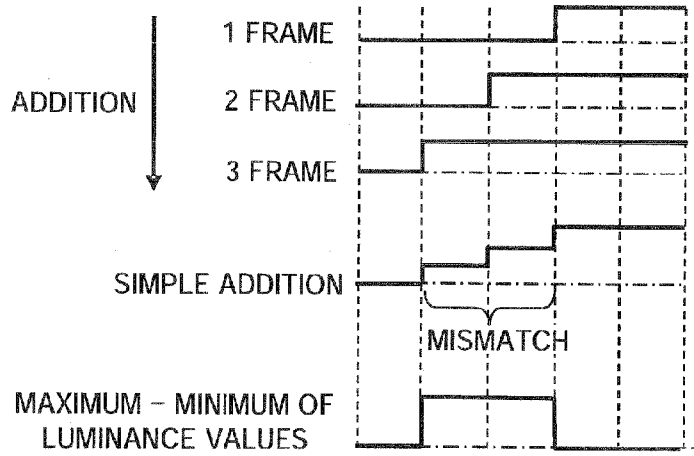 1 FRAME
ADDITION
2 FRAME
3 FRAME
SIMPLE ADDITION
MISMATCH
MAXIMUM – MINIMUM OF
LUMINANCE VALUES